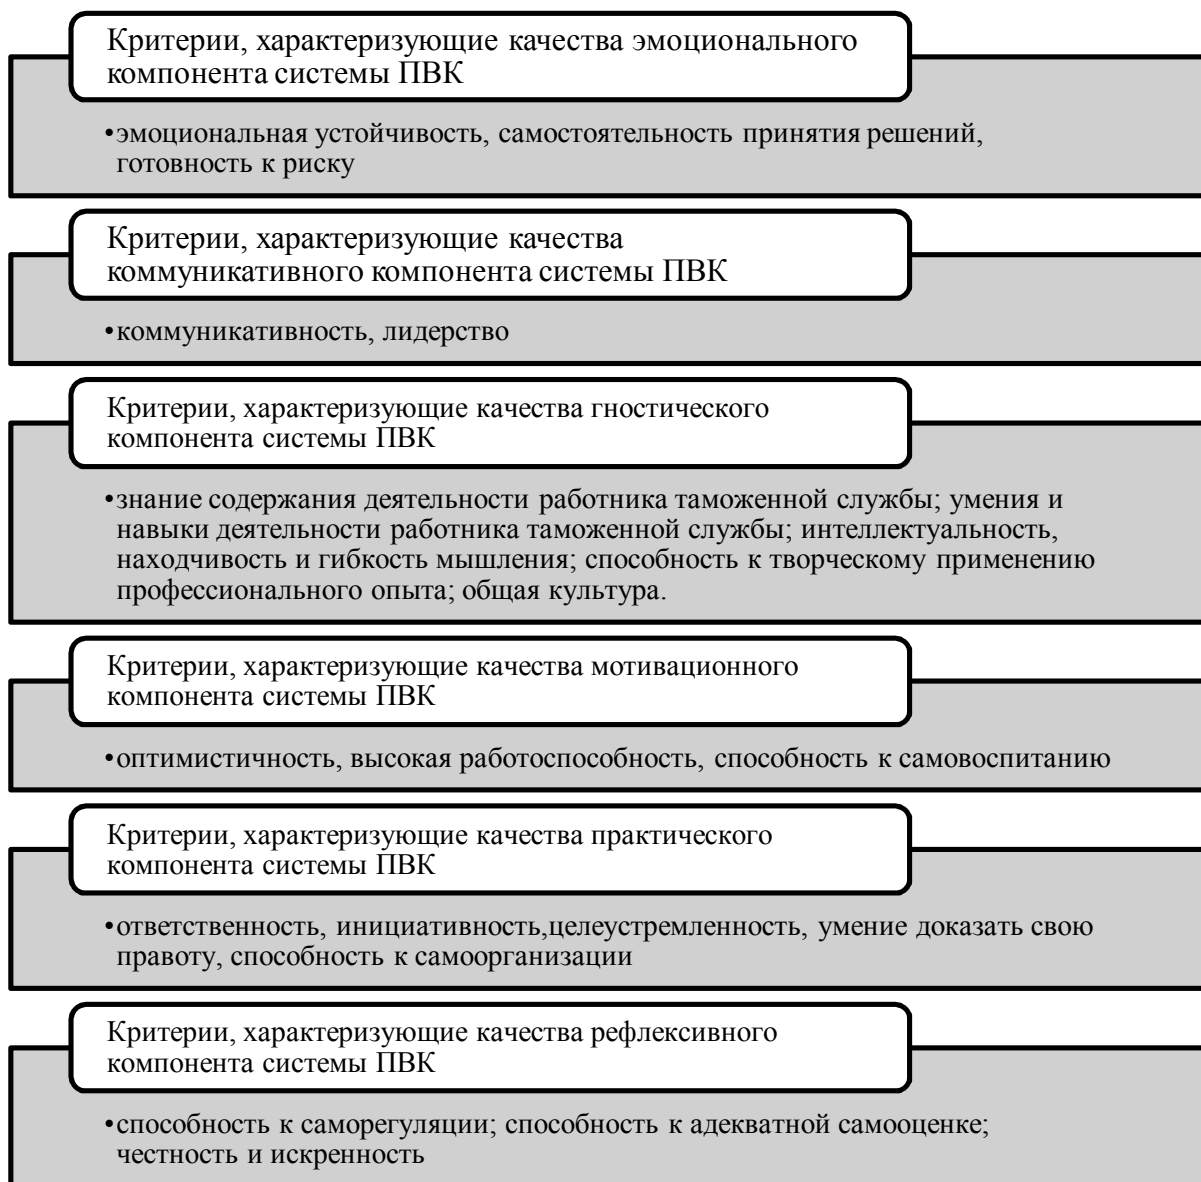 Критерии, характеризующие качества эмоционального
компонента системы ПВК
•эмоциональная устойчивость, самостоятельность принятия решений,
готовность к риску
Критерии, характеризующие качества
коммуникативного компонента системы ПВК
•коммуникативность, лидерство
Критерии, характеризующие качества гностического
компонента системы ПВК
•знание содержания деятельности работника таможенной службы; умения и
навыки деятельности работника таможенной службы; интеллектуальность,
находчивость и гибкость мышления; способность к творческому применению
профессионального опыта; общая культура.
Критерии, характеризующие качества мотивационного
компонента системы ПВК
•оптимистичность, высокая работоспособность, способность к самовоспитанию
Критерии, характеризующие качества практического
компонента системы ПВК
•ответственность, инициативность,целеустремленность, умение доказать свою
правоту, способность к самоорганизации
Критерии, характеризующие качества рефлексивного
компонента системы ПВК
•способность к саморегуляции; способность к адекватной самооценке;
честность и искренность